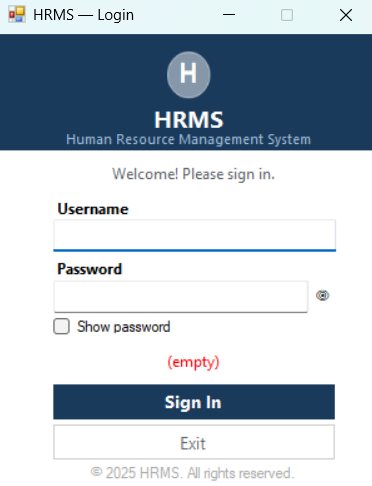 HRMS — Login
H
HRMS
Human Resource Management System
Welcome! Please sign in.
Username
Password
Show password
(empty)
Sign In
Exit
© 2025 HRMS. All rights reserved.